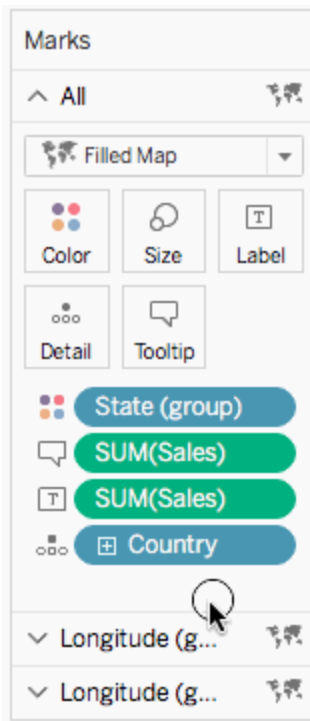 Marks
All
Filled Map
Color Size Label
Detail Tooltip
State (group)
SUM(Sales)
T SUM(Sales)
Country
Longitude (g...
Longitude (g...